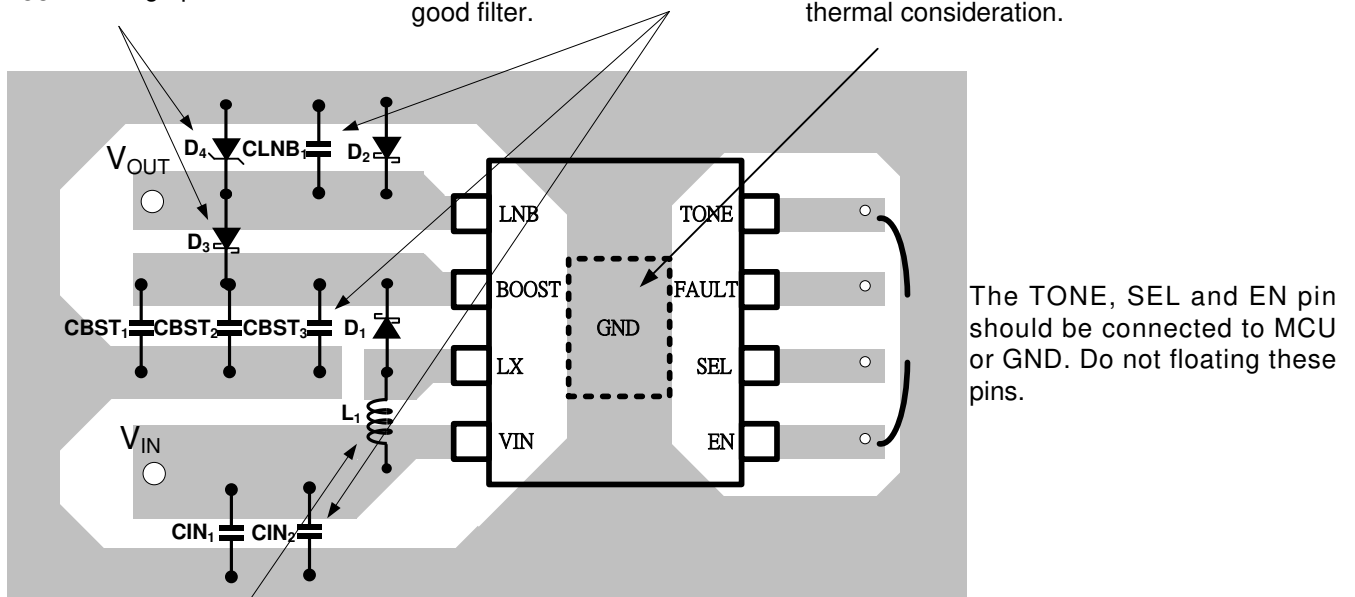 good filter.
thermal consideration.
D₄
CLNB₁
D₂
VOUT
LNB
TONE
D₃
BOOST
FAULT
The TONE, SEL and EN pin
should be connected to MCU
or GND. Do not floating these
pins.
CBST₁
CBST₂
CBST₃
D₁
GND
LX
SEL
L₁
VIN
VIN
EN
CIN₁
CIN₂